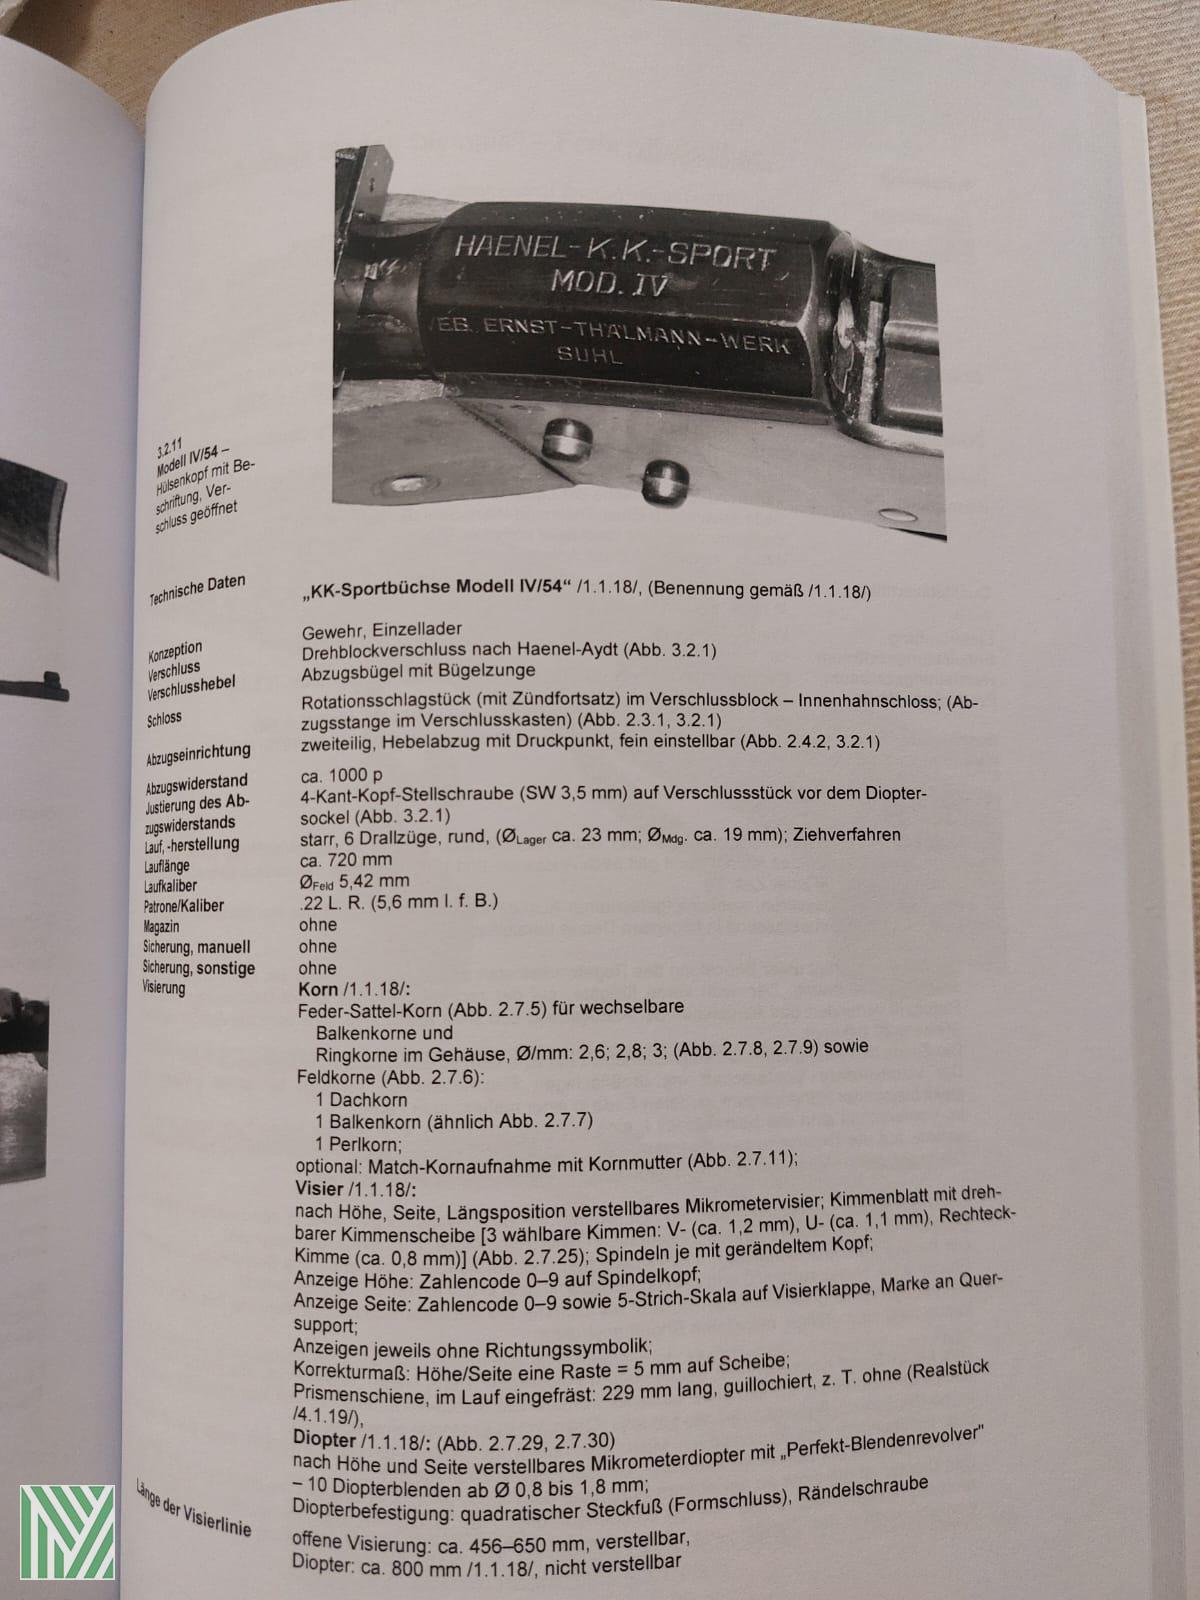 HAENEL-K.K.-SPORT
MOD. IV
EB. ERNST-THÄLMANN-WERK
SUHL
3.2.11
Modell IV/54 –
Hülsenkopf mit Be-
schriftung, Ver-
schluss geöffnet
Technische Daten „KK-Sportbüchse Modell IV/54“ /1.1.18/, (Benennung gemäß /1.1.18/)
Konzeption Gewehr, Einzellader
Verschluss Drehblockverschluss nach Haenel-Aydt (Abb. 3.2.1)
Verschlusshebel Abzugsbügel mit Bügelzunge
Schloss Rotationsschlagstück (mit Zündfortsatz) im Verschlussblock – Innenhahnschloss; (Ab-
zugsstange im Verschlusskasten) (Abb. 2.3.1, 3.2.1)
Abzugseinrichtung zweiteilig, Hebelabzug mit Druckpunkt, fein einstellbar (Abb. 2.4.2, 3.2.1)
Abzugswiderstand ca. 1000 p
Justierung des Ab- 4-Kant-Kopf-Stellschraube (SW 3,5 mm) auf Verschlussstück vor dem Diopter-
zugswiderstands sockel (Abb. 3.2.1)
Lauf, -herstellung starr, 6 Drallzüge, rund, (ØLager ca. 23 mm; ØMdg. ca. 19 mm); Ziehverfahren
Lauflänge ca. 720 mm
Laufkaliber ØFeld 5,42 mm
Patrone/Kaliber .22 L. R. (5,6 mm l. f. B.)
Magazin ohne
Sicherung, manuell ohne
Sicherung, sonstige ohne
Visierung Korn /1.1.18/:
Feder-Sattel-Korn (Abb. 2.7.5) für wechselbare
Balkenkorne und
Ringkorne im Gehäuse, Ø/mm: 2,6; 2,8; 3; (Abb. 2.7.8, 2.7.9) sowie
Feldkorne (Abb. 2.7.6):
1 Dachkorn
1 Balkenkorn (ähnlich Abb. 2.7.7)
1 Perlkorn;
optional: Match-Kornaufnahme mit Kornmutter (Abb. 2.7.11);
Visier /1.1.18/:
nach Höhe, Seite, Längsposition verstellbares Mikrometervisier; Kimmenblatt mit dreh-
barer Kimmenscheibe [3 wählbare Kimmen: V- (ca. 1,2 mm), U- (ca. 1,1 mm), Rechteck-
Kimme (ca. 0,8 mm)] (Abb. 2.7.25); Spindeln je mit gerändeltem Kopf;
Anzeige Höhe: Zahlencode 0–9 auf Spindelkopf;
Anzeige Seite: Zahlencode 0–9 sowie 5-Strich-Skala auf Visierklappe, Marke an Quer-
support;
Anzeigen jeweils ohne Richtungssymbolik;
Korrekturmaß: Höhe/Seite eine Raste = 5 mm auf Scheibe;
Prismenschiene, im Lauf eingefräst: 229 mm lang, guillochiert, z. T. ohne (Realstück
/4.1.19/),
Diopter /1.1.18/: (Abb. 2.7.29, 2.7.30)
nach Höhe und Seite verstellbares Mikrometerdiopter mit „Perfekt-Blendenrevolver"
– 10 Diopterblenden ab Ø 0,8 bis 1,8 mm;
Diopterbefestigung: quadratischer Steckfuß (Formschluss), Rändelschraube
Länge der Visierlinie offene Visierung: ca. 456–650 mm, verstellbar,
Diopter: ca. 800 mm /1.1.18/, nicht verstellbar